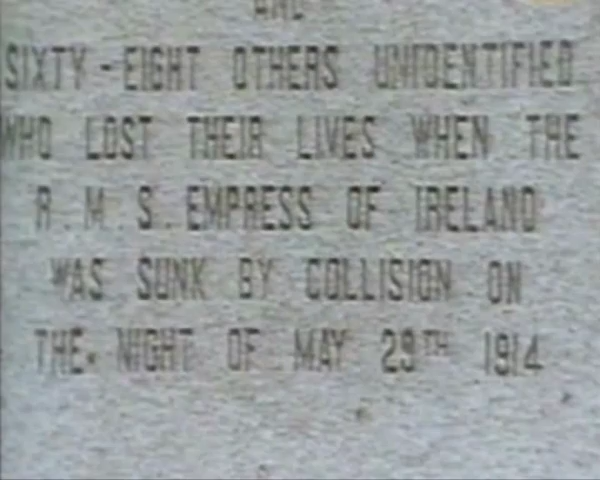 AND
SIXTY-EIGHT OTHERS UNIDENTIFIED
WHO LOST THEIR LIVES WHEN THE
R.M.S. EMPRESS OF IRELAND
WAS SUNK BY COLLISION ON
THE NIGHT OF MAY 29TH 1914